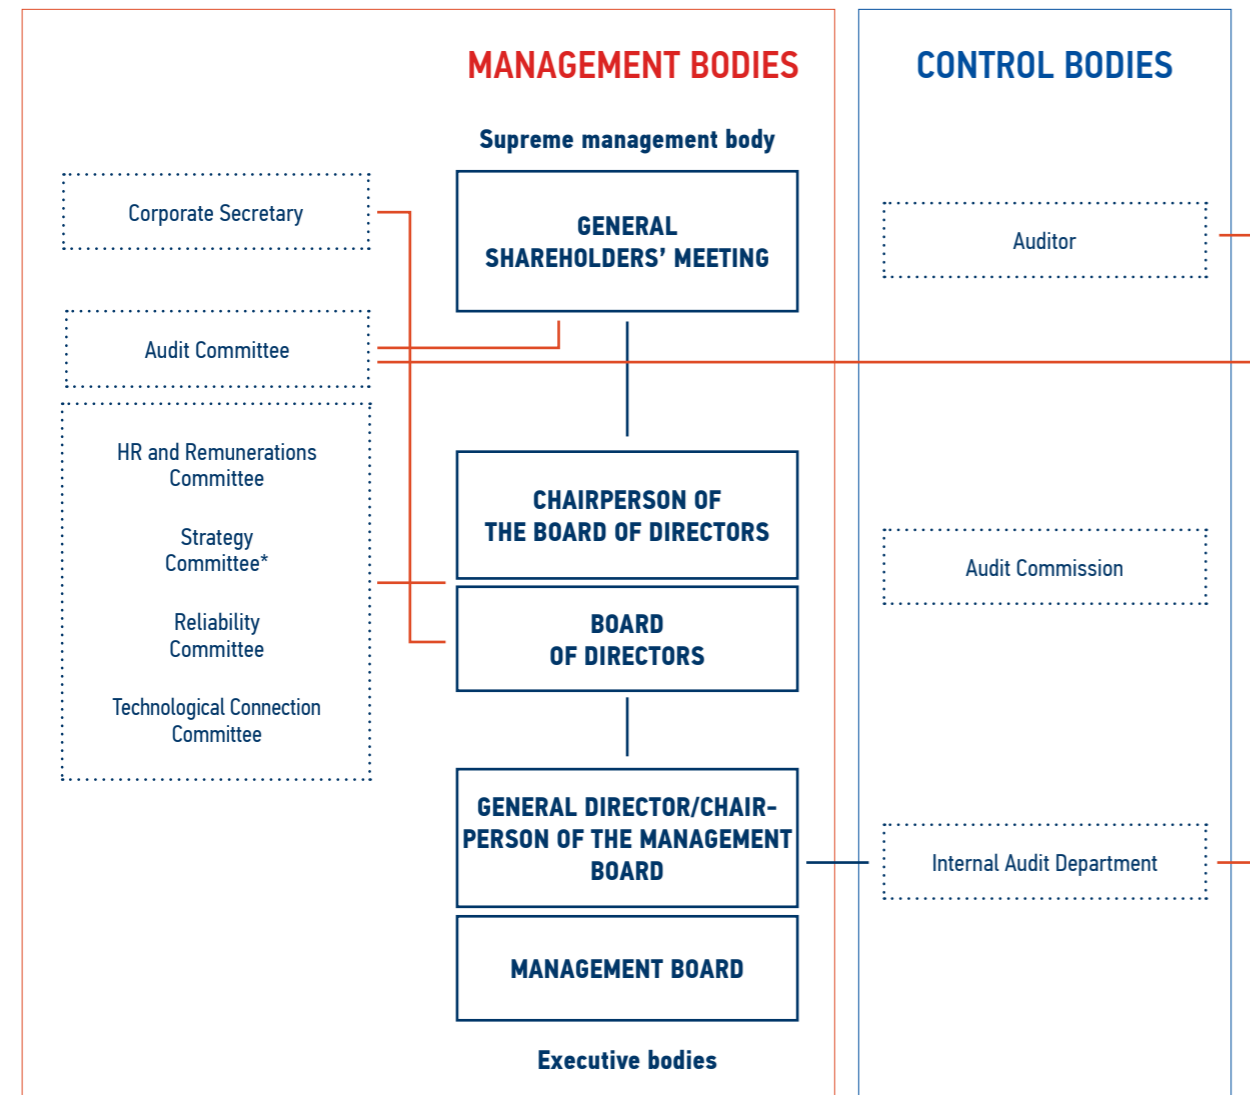 MANAGEMENT BODIES
CONTROL BODIES
Supreme management body
Corporate Secretary
GENERAL
SHAREHOLDERS’ MEETING
Auditor
Audit Committee
HR and Remunerations
Committee
Strategy
Committee*
Reliability
Committee
Technological Connection
Committee
CHAIRPERSON OF
THE BOARD OF DIRECTORS
BOARD
OF DIRECTORS
Audit Commission
GENERAL DIRECTOR/CHAIR-
PERSON OF THE MANAGEMENT
BOARD
Internal Audit Department
MANAGEMENT BOARD
Executive bodies